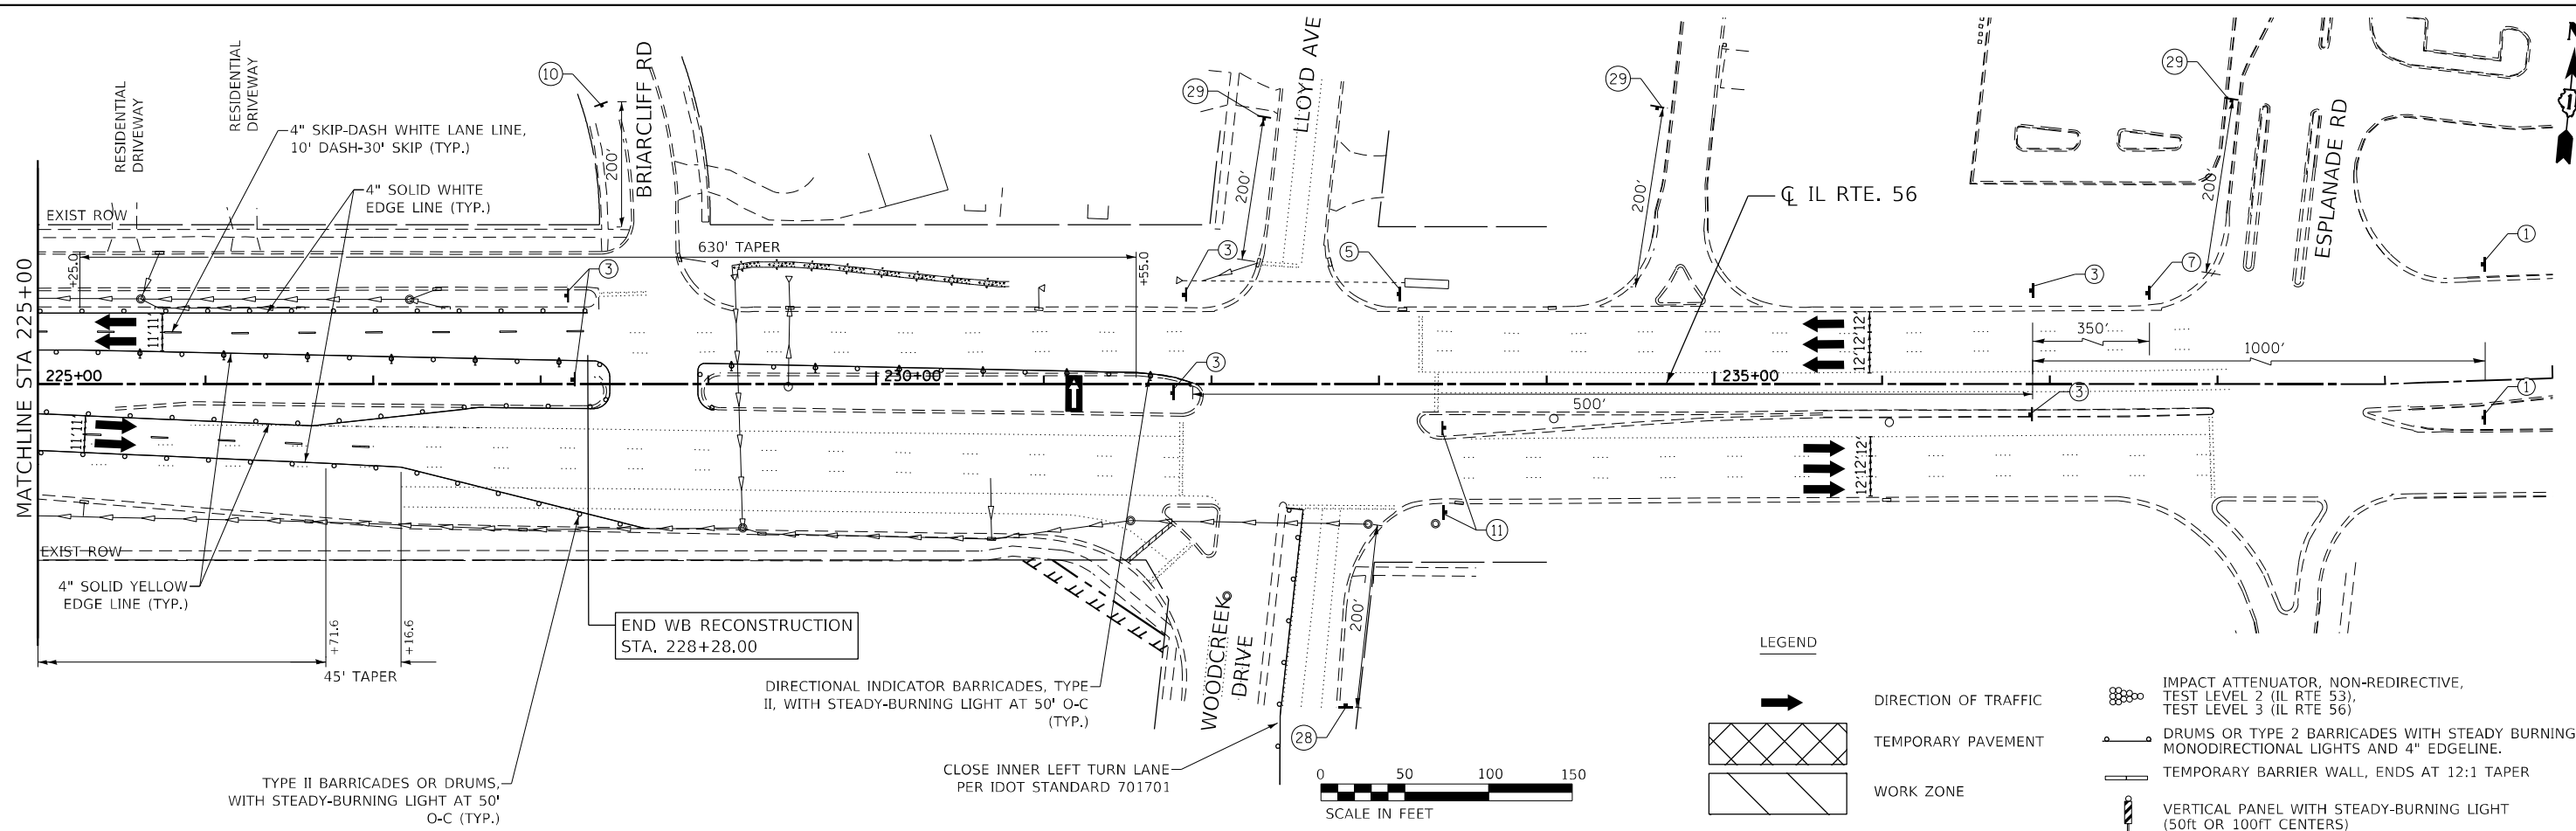 RESIDENTIAL
DRIVEWAY
RESIDENTIAL
DRIVEWAY
4" SKIP-DASH WHITE LANE LINE,
10' DASH-30' SKIP (TYP.)
4" SOLID WHITE
EDGE LINE (TYP.)
EXIST ROW
10
200'
BRIARCLIFF RD
630' TAPER
+25.0
+55.0
3
29
200'
LLOYD AVE
3
5
29
200'
℄ IL RTE. 56
29
200'
ESPLANADE RD
N
1
3
7
350'
1000'
1
3
MATCHLINE STA 225+00
11' 11'
225+00
230+00
3
235+00
12' 12' 12'
500'
11' 11'
12' 12' 12'
11
EXIST ROW
4" SOLID YELLOW
EDGE LINE (TYP.)
+71.6
+16.6
45' TAPER
END WB RECONSTRUCTION
STA. 228+28.00
DIRECTIONAL INDICATOR BARRICADES, TYPE
II, WITH STEADY-BURNING LIGHT AT 50' O-C
(TYP.)
WOODCREEK
DRIVE
200'
28
TYPE II BARRICADES OR DRUMS,
WITH STEADY-BURNING LIGHT AT 50'
O-C (TYP.)
CLOSE INNER LEFT TURN LANE
PER IDOT STANDARD 701701
0 50 100 150
SCALE IN FEET
LEGEND
DIRECTION OF TRAFFIC
TEMPORARY PAVEMENT
WORK ZONE
IMPACT ATTENUATOR, NON-REDIRECTIVE,
TEST LEVEL 2 (IL RTE 53),
TEST LEVEL 3 (IL RTE 56)
DRUMS OR TYPE 2 BARRICADES WITH STEADY BURNING
MONODIRECTIONAL LIGHTS AND 4" EDGELINE.
TEMPORARY BARRIER WALL, ENDS AT 12:1 TAPER
VERTICAL PANEL WITH STEADY-BURNING LIGHT
(50ft OR 100fT CENTERS)